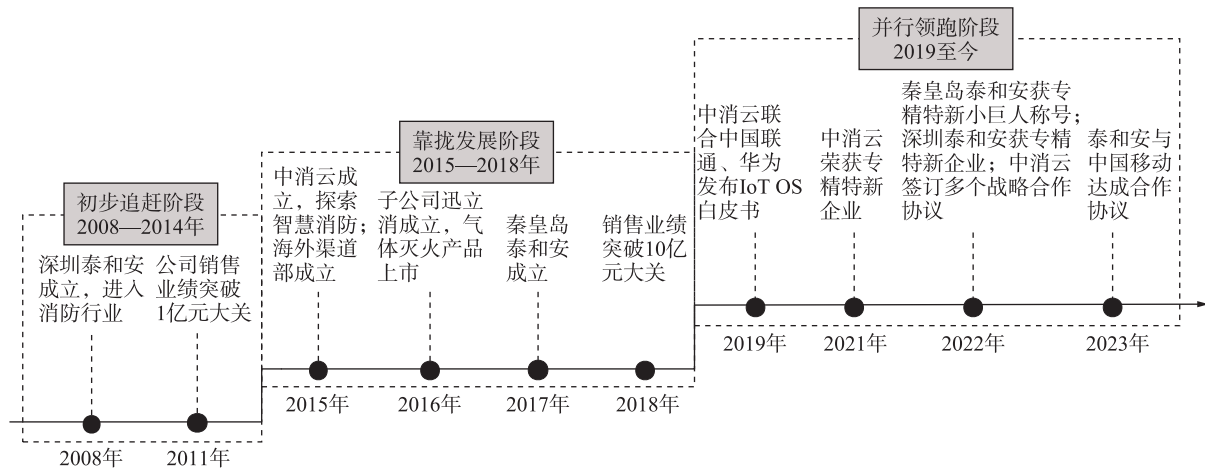 初步追赶阶段
2008—2014年
深圳泰和安
成立，进入
消防行业
公司销售
业绩突破
1亿元大关
2008年
2011年
靠拢发展阶段
2015—2018年
中消云成
立，探索
智慧消防；
海外渠道
部成立
子公司迅立
消成立，气
体灭火产品
上市
秦皇岛
泰和安
成立
销售业绩
突破10亿
元大关
2015年
2016年
2017年
2018年
并行领跑阶段
2019至今
中消云联
合中国联
通、华为
发布IoT OS
白皮书
中消云
荣获专
精特新
企业
秦皇岛泰和安获专
精特新小巨人称号；
深圳泰和安获专精
特新企业；中消云
签订多个战略合作
协议
泰和安与
中国移动
达成合作
协议
2019年
2021年
2022年
2023年